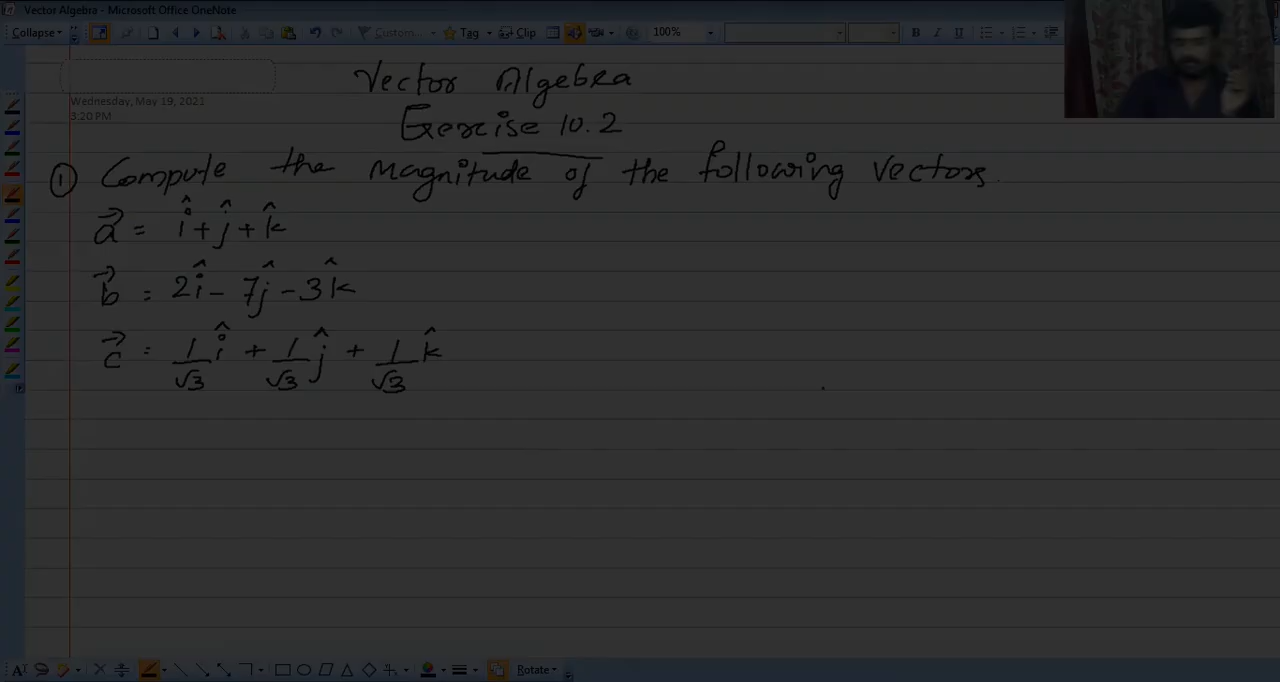 Vector Algebra - Microsoft Office OneNote
Collapse Custom... Tag Clip 100% B I U
Vector Algebra
Wednesday, May 19, 2021
3:20 PM
Exercise 10.2
① Compute the magnitude of the following vectors.
a⃗ = î + ĵ + k̂
b⃗ = 2î - 7ĵ - 3k̂
c⃗ = 1/√3 î + 1/√3 ĵ + 1/√3 k̂
Rotate